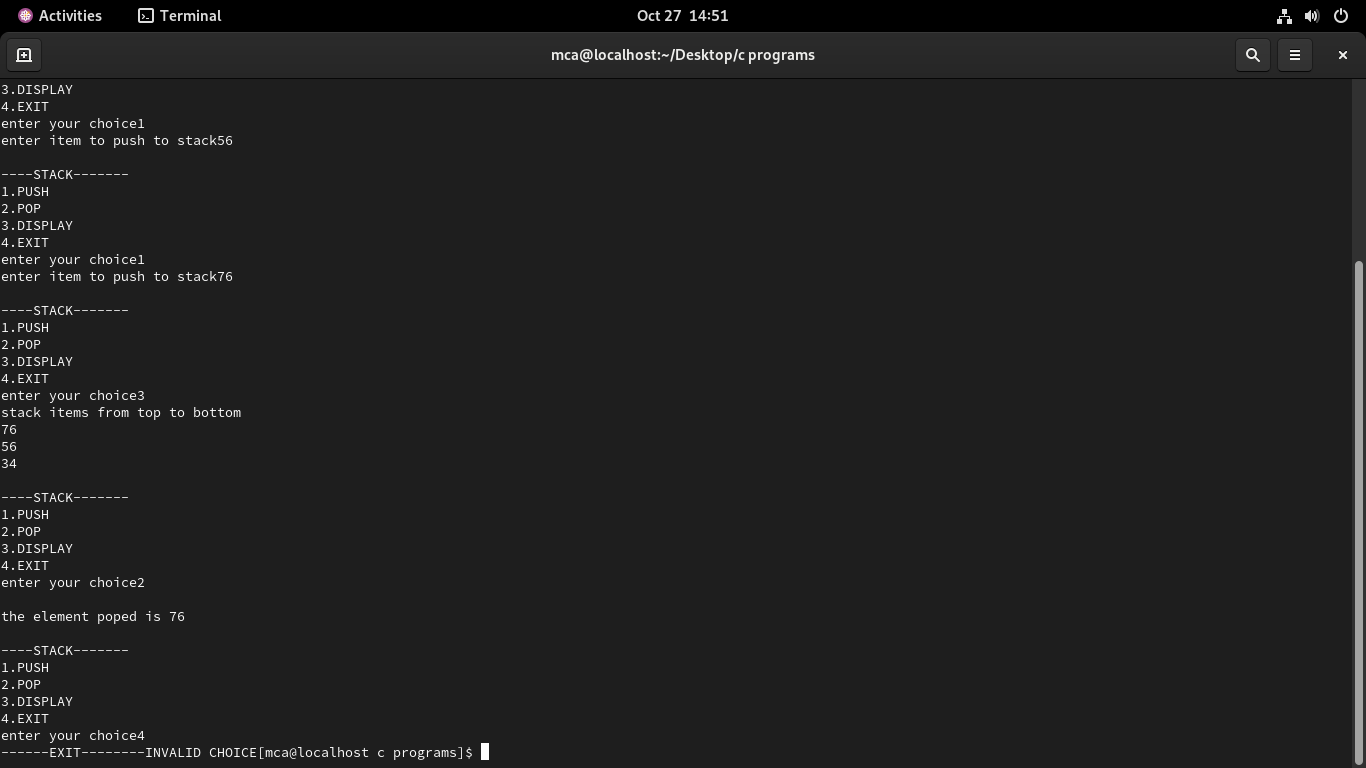 Activities Terminal Oct 27 14:51
mca@localhost:~/Desktop/c programs
3.DISPLAY
4.EXIT
enter your choice1
enter item to push to stack56
----STACK-------
1.PUSH
2.POP
3.DISPLAY
4.EXIT
enter your choice1
enter item to push to stack76
----STACK-------
1.PUSH
2.POP
3.DISPLAY
4.EXIT
enter your choice3
stack items from top to bottom
76
56
34
----STACK-------
1.PUSH
2.POP
3.DISPLAY
4.EXIT
enter your choice2
the element poped is 76
----STACK-------
1.PUSH
2.POP
3.DISPLAY
4.EXIT
enter your choice4
------EXIT--------INVALID CHOICE[mca@localhost c programs]$